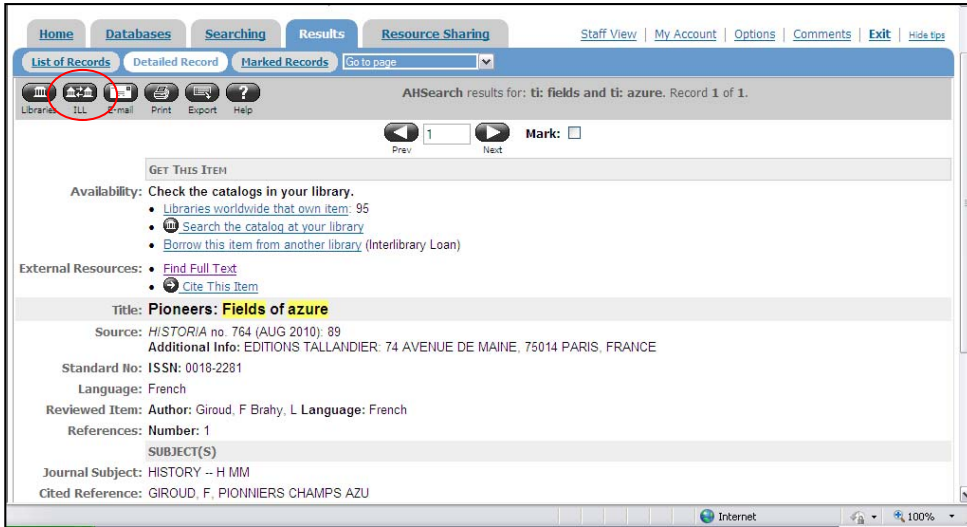 Home Databases Searching Results Resource Sharing Staff View | My Account | Options | Comments | Exit | Hide tips
List of Records Detailed Record Marked Records Go to page
Libraries ILL E-mail Print Export Help
AHSearch results for: ti: fields and ti: azure. Record 1 of 1.
Prev 1 Next Mark:
GET THIS ITEM
Availability: Check the catalogs in your library.
• Libraries worldwide that own item: 95
• Search the catalog at your library
• Borrow this item from another library (Interlibrary Loan)
External Resources: • Find Full Text
• Cite This Item
Title: Pioneers: Fields of azure
Source: HISTORIA no. 764 (AUG 2010): 89
Additional Info: EDITIONS TALLANDIER: 74 AVENUE DE MAINE, 75014 PARIS, FRANCE
Standard No: ISSN: 0018-2281
Language: French
Reviewed Item: Author: Giroud, F Brahy, L Language: French
References: Number: 1
SUBJECT(S)
Journal Subject: HISTORY -- H MM
Cited Reference: GIROUD, F, PIONNIERS CHAMPS AZU
Internet 100%